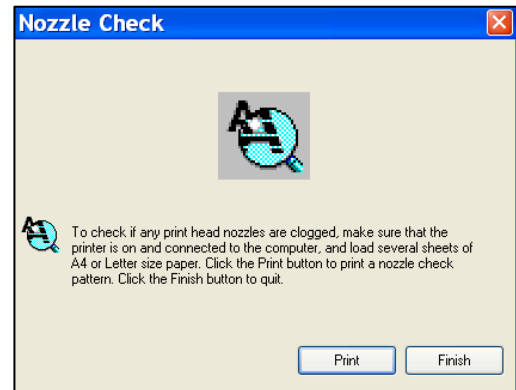 Nozzle Check
To check if any print head nozzles are clogged, make sure that the
printer is on and connected to the computer, and load several sheets of
A4 or Letter size paper. Click the Print button to print a nozzle check
pattern. Click the Finish button to quit.
Print Finish